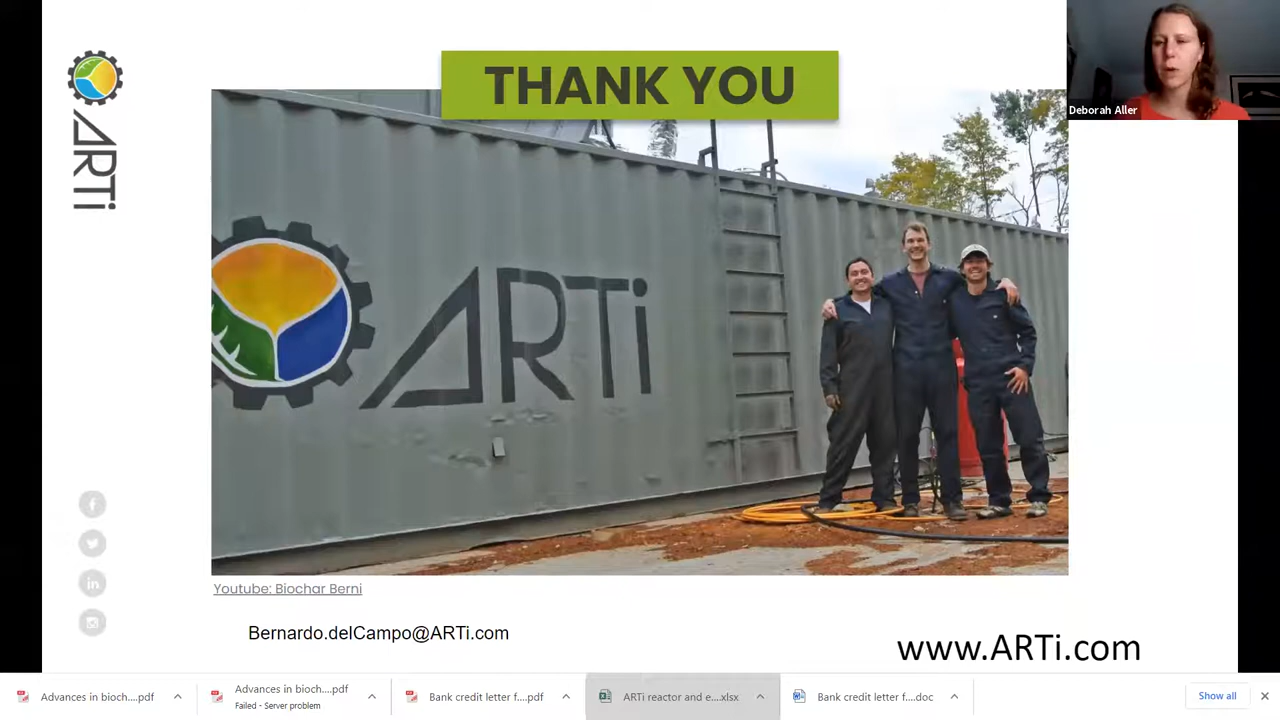 THANK YOU
Deborah Aller
ARTi
ARTi
Youtube: Biochar Berni
Bernardo.delCampo@ARTi.com
www.ARTi.com
Advances in bioch....pdf
Advances in bioch....pdf
Failed - Server problem
Bank credit letter f....pdf
ARTi reactor and e....xlsx
Bank credit letter f....doc
Show all